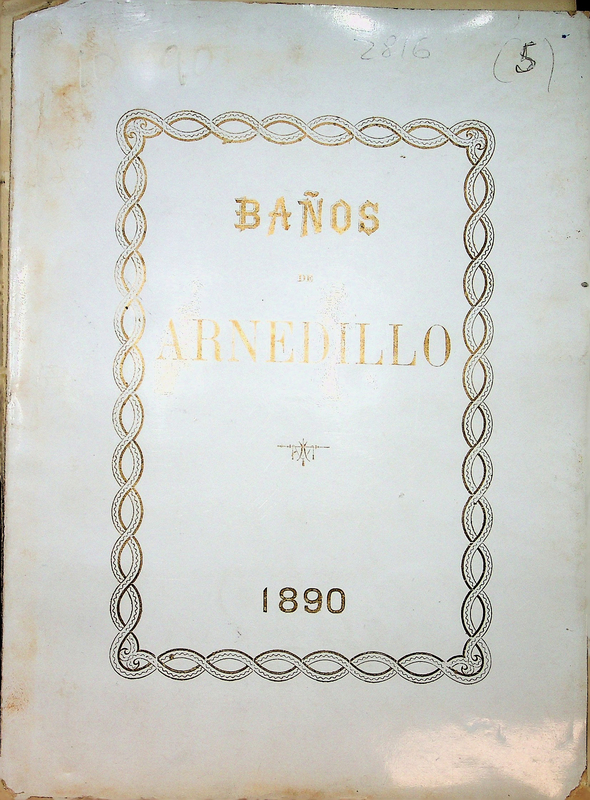 2816
(5)
BAÑOS
DE
ARNEDILLO
1890